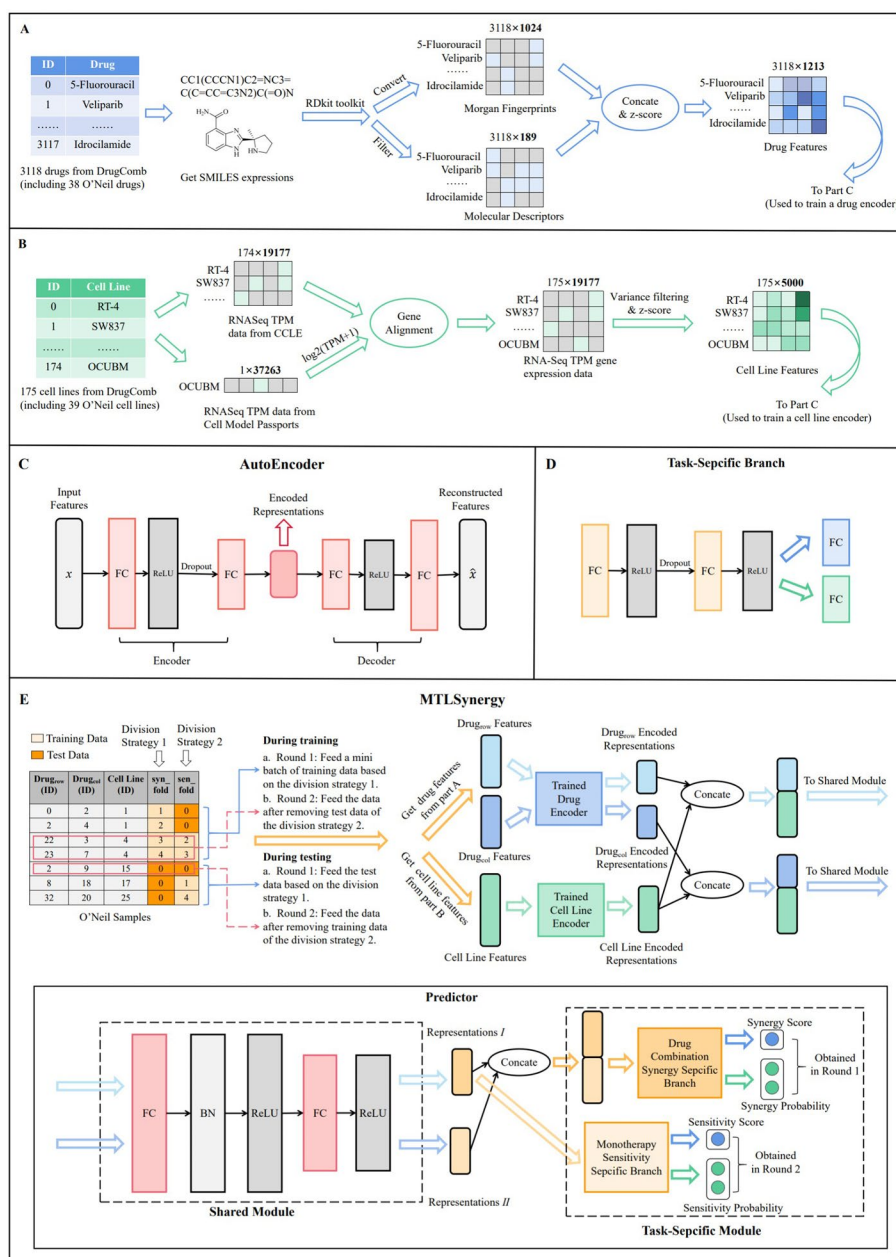 A
ID Drug
0 5-Fluorouracil
1 Veliparib
...... ......
3117 Idrocilamide
3118 drugs from DrugComb
(including 38 O'Neil drugs)
CC1(CCCN1)C2=NC3=
C(C=CC=C3N2)C(=O)N
H₂N O
N
N
H
HN
Get SMILES expressions
RDkit toolkit
Convert
Filter
3118×1024
5-Fluorouracil
Veliparib
......
Idrocilamide
Morgan Fingerprints
3118×189
5-Fluorouracil
Veliparib
......
Idrocilamide
Molecular Descriptors
Concate
& z-score
3118×1213
5-Fluorouracil
Veliparib
......
Idrocilamide
Drug Features
To Part C
(Used to train a drug encoder)
B
ID Cell Line
0 RT-4
1 SW837
...... ......
174 OCUBM
175 cell lines from DrugComb
(including 39 O'Neil cell lines)
174×19177
RT-4
SW837
......
RNASeq TPM
data from CCLE
1×37263
OCUBM
RNASeq TPM data from
Cell Model Passports
log2(TPM+1)
Gene
Alignment
175×19177
RT-4
SW837
......
OCUBM
RNA-Seq TPM gene
expression data
Variance filtering
& z-score
175×5000
RT-4
SW837
......
OCUBM
Cell Line Features
To Part C
(Used to train a cell line encoder)
C
AutoEncoder
Input
Features
x
FC
ReLU
Dropout
FC
Encoded
Representations
FC
ReLU
FC
Reconstructed
Features
x̂
Encoder
Decoder
D
Task-Sepcific Branch
FC
ReLU
Dropout
FC
ReLU
FC
FC
E
MTLSynergy
Training Data
Test Data
Division
Strategy 1
Division
Strategy 2
Drugrow (ID) Drugcol (ID) Cell Line (ID) syn_fold sen_fold
0 2 1 1 0
2 4 1 2 0
22 3 4 3 2
23 7 4 4 3
2 9 15 0 0
8 18 17 0 1
32 20 25 0 4
O'Neil Samples
During training
a. Round 1: Feed a mini
batch of training data based
on the division strategy 1.
b. Round 2: Feed the data
after removing test data of
the division strategy 2.
During testing
a. Round 1: Feed the test
data based on the division
strategy 1.
b. Round 2: Feed the data
after removing training data
of the division strategy 2.
Get drug features
from part A
Get cell line features
from part B
Drugrow Features
Drugcol Features
Cell Line Features
Trained
Drug
Encoder
Trained
Cell Line
Encoder
Drugrow Encoded
Representations
Drugcol Encoded
Representations
Cell Line Encoded
Representations
Concate
Concate
To Shared Module
To Shared Module
Predictor
FC
BN
ReLU
FC
ReLU
Shared Module
Representations I
Representations II
Concate
Drug
Combination
Synergy Sepcific
Branch
Monotherapy
Sensitivity
Sepcific Branch
Synergy Score
Synergy Probability
Obtained
in Round 1
Sensitivity Score
Sensitivity Probability
Obtained
in Round 2
Task-Sepcific Module